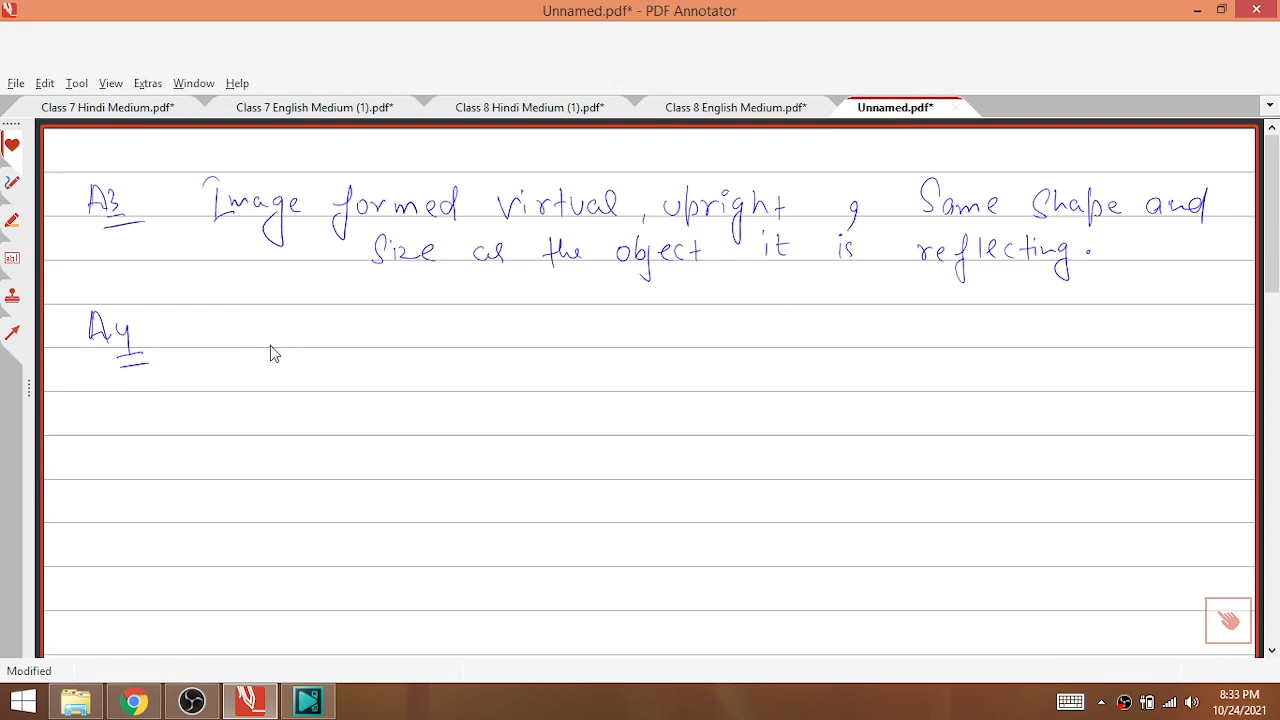 Unnamed.pdf* - PDF Annotator
File Edit Tool View Extras Window Help
Class 7 Hindi Medium.pdf* Class 7 English Medium (1).pdf* Class 8 Hindi Medium (1).pdf* Class 8 English Medium.pdf* Unnamed.pdf*
A3 Image formed virtual, upright, Same Shape and
Size as the object it is reflecting.
A4
Modified
8:33 PM
10/24/2021